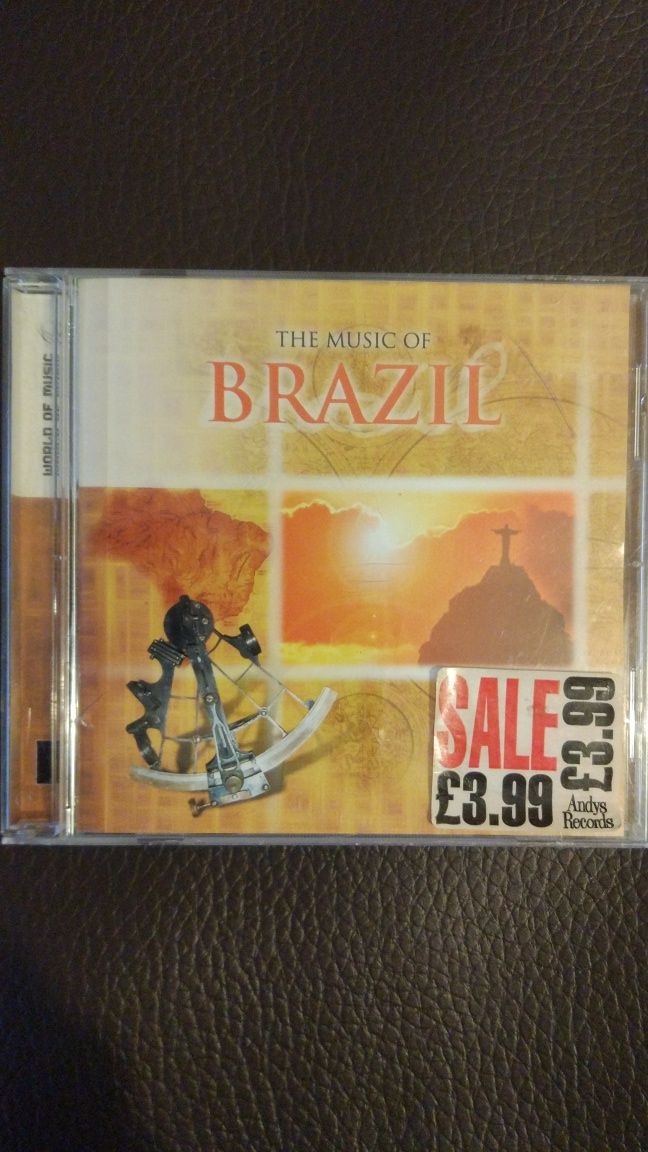 WORLD OF MUSIC
THE MUSIC OF
BRAZIL
SALE
£3.99
£3.99
Andys
Records